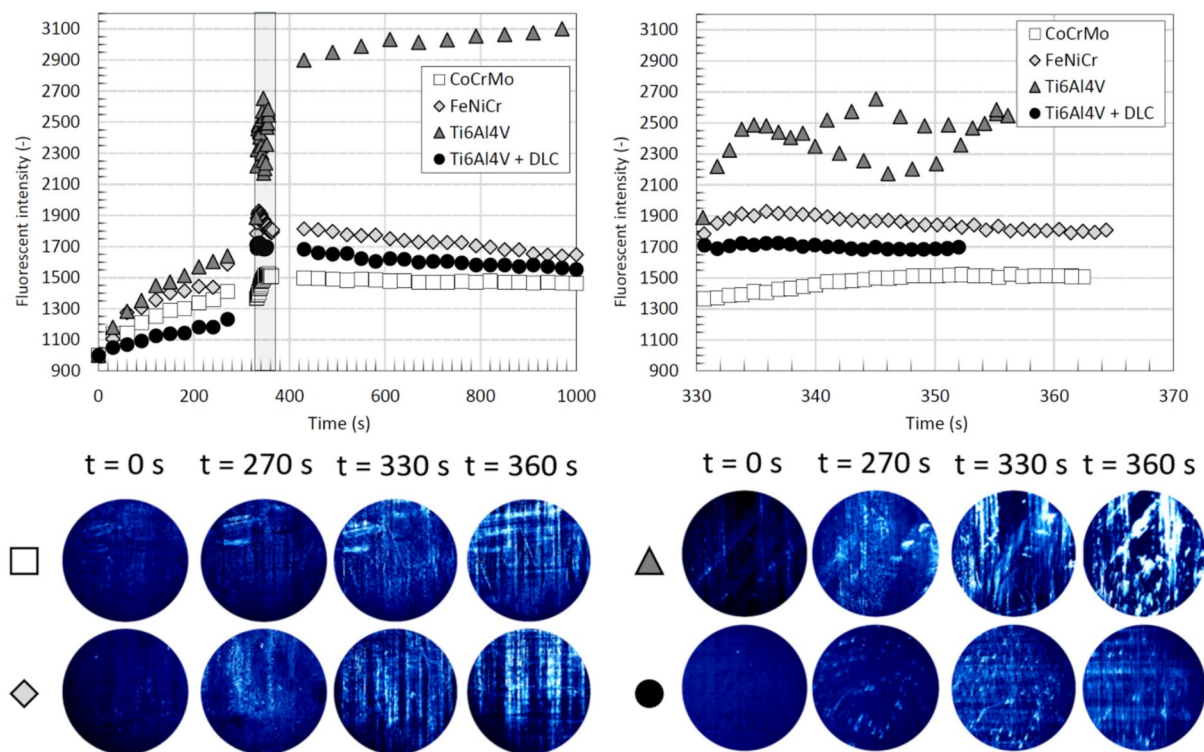 3100
2900
2700
2500
2300
2100
1900
1700
1500
1300
1100
900
Fluorescent intensity (-)
CoCrMo
FeNiCr
Ti6Al4V
Ti6Al4V + DLC
0 200 400 600 800 1000
Time (s)
3100
2900
2700
2500
2300
2100
1900
1700
1500
1300
1100
900
Fluorescent intensity (-)
CoCrMo
FeNiCr
Ti6Al4V
Ti6Al4V + DLC
330 340 350 360 370
Time (s)
t = 0 s t = 270 s t = 330 s t = 360 s
t = 0 s t = 270 s t = 330 s t = 360 s